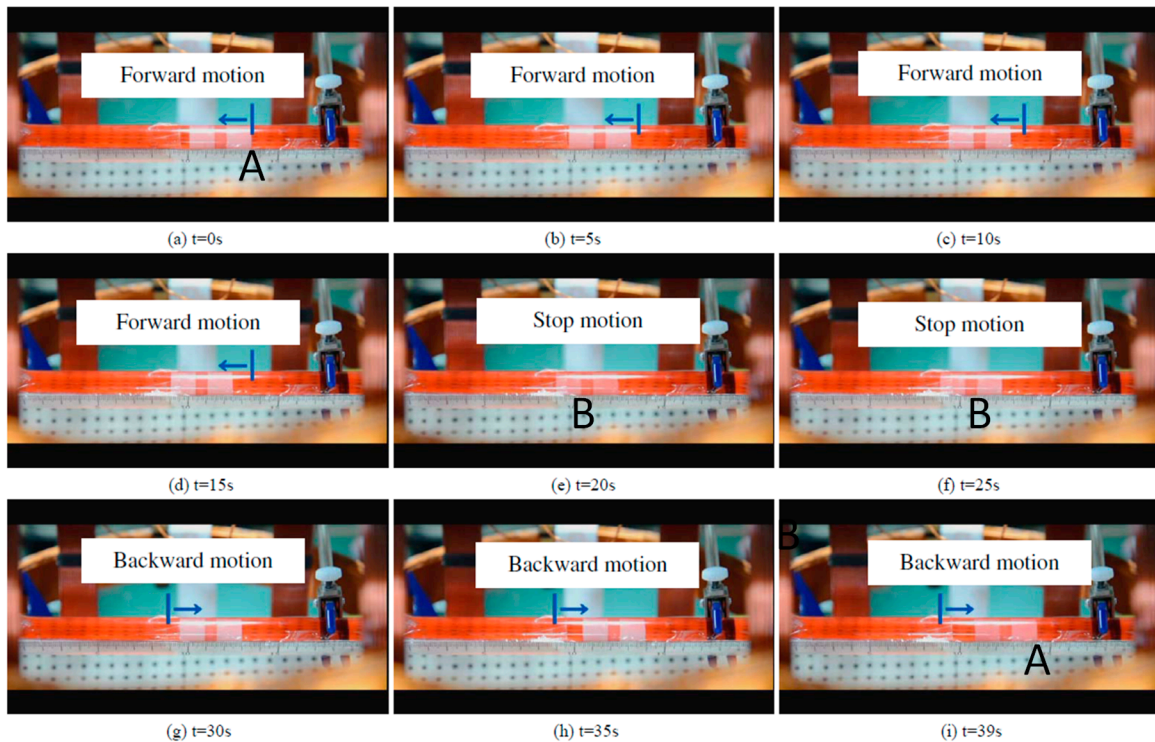 Forward motion
A
(a) t=0s
Forward motion
(b) t=5s
Forward motion
(c) t=10s
Forward motion
(d) t=15s
Stop motion
B
(e) t=20s
Stop motion
B
(f) t=25s
Backward motion
(g) t=30s
Backward motion
(h) t=35s
B
Backward motion
A
(i) t=39s